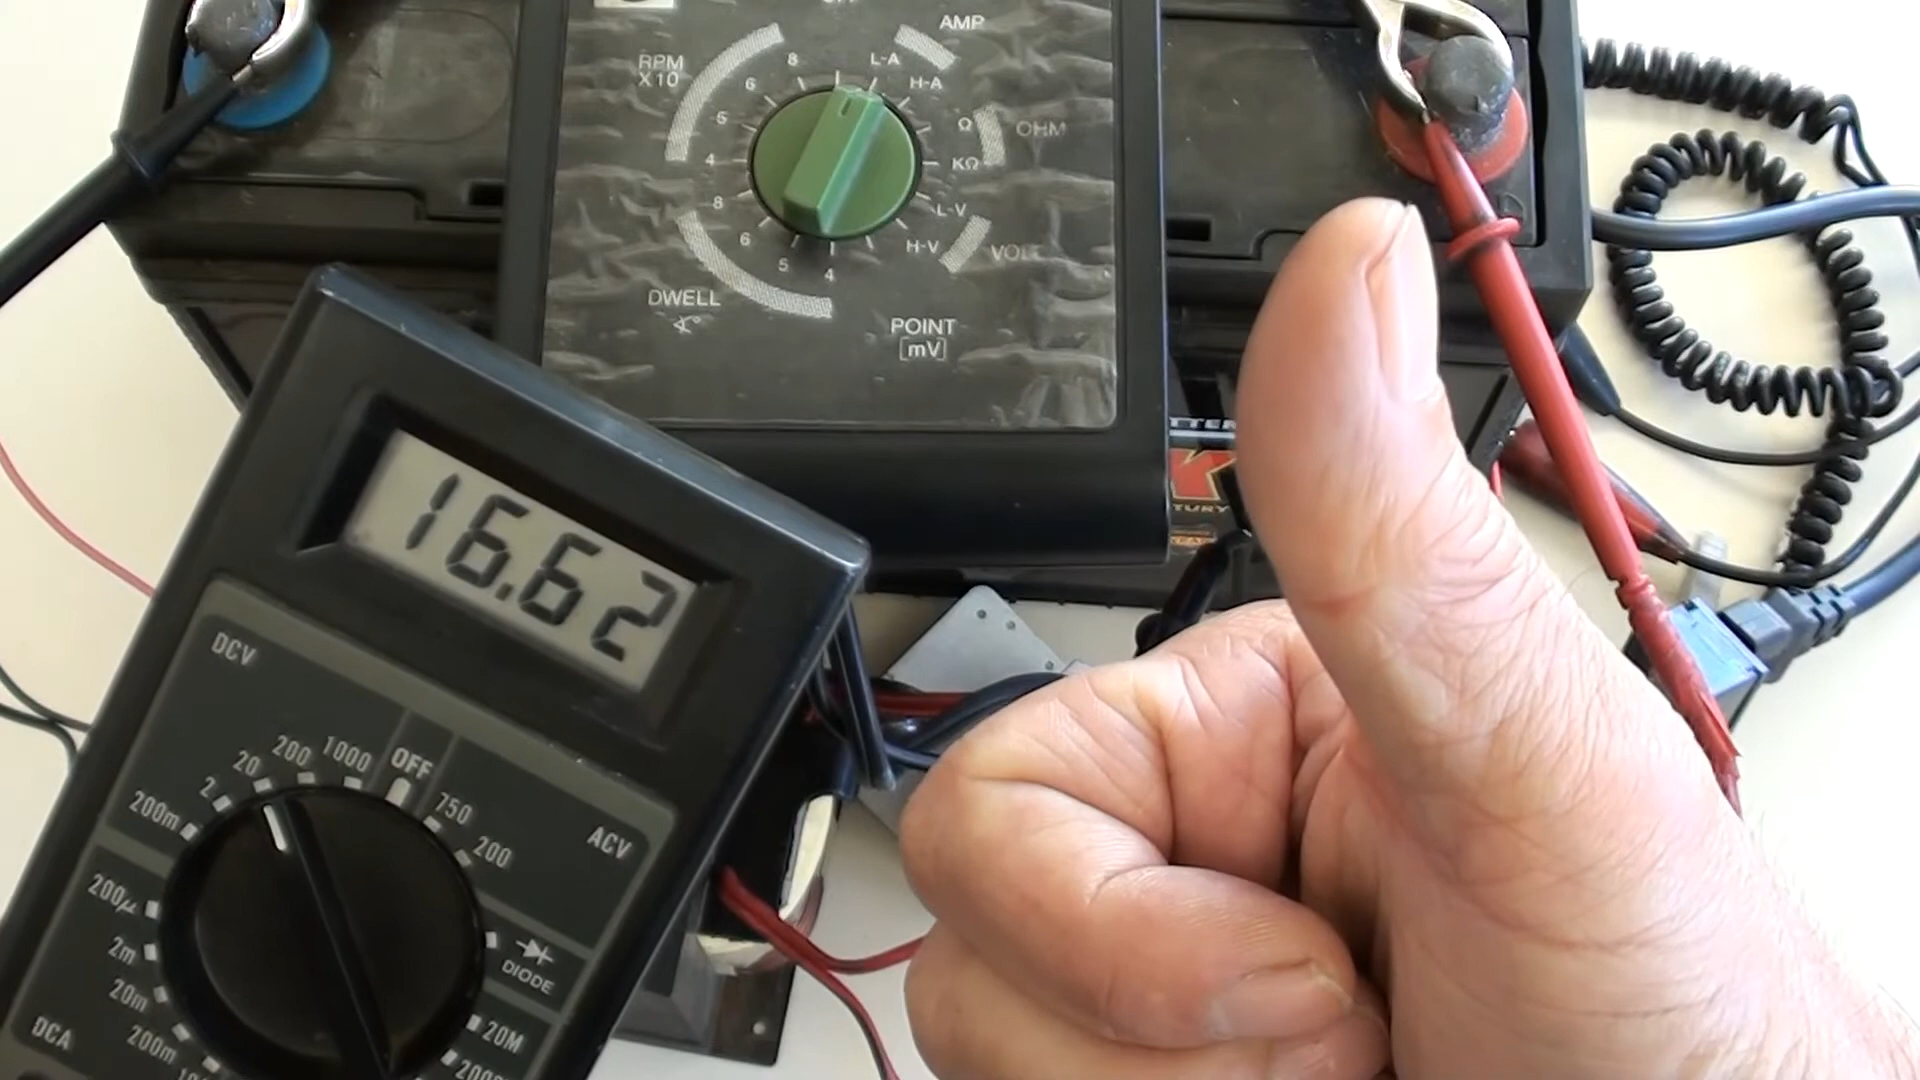 AMP
RPM
X10
8
L-A
6
H-A
5
Ω
OHM
4
KΩ
8
L-V
6
H-V
VOLT
5
4
DWELL
POINT
[mV]
K
TURY
16.62
DCV
200m
2
20
200
1000
OFF
750
200
ACV
200μ
2m
20m
200m
DCA
DIODE
20M